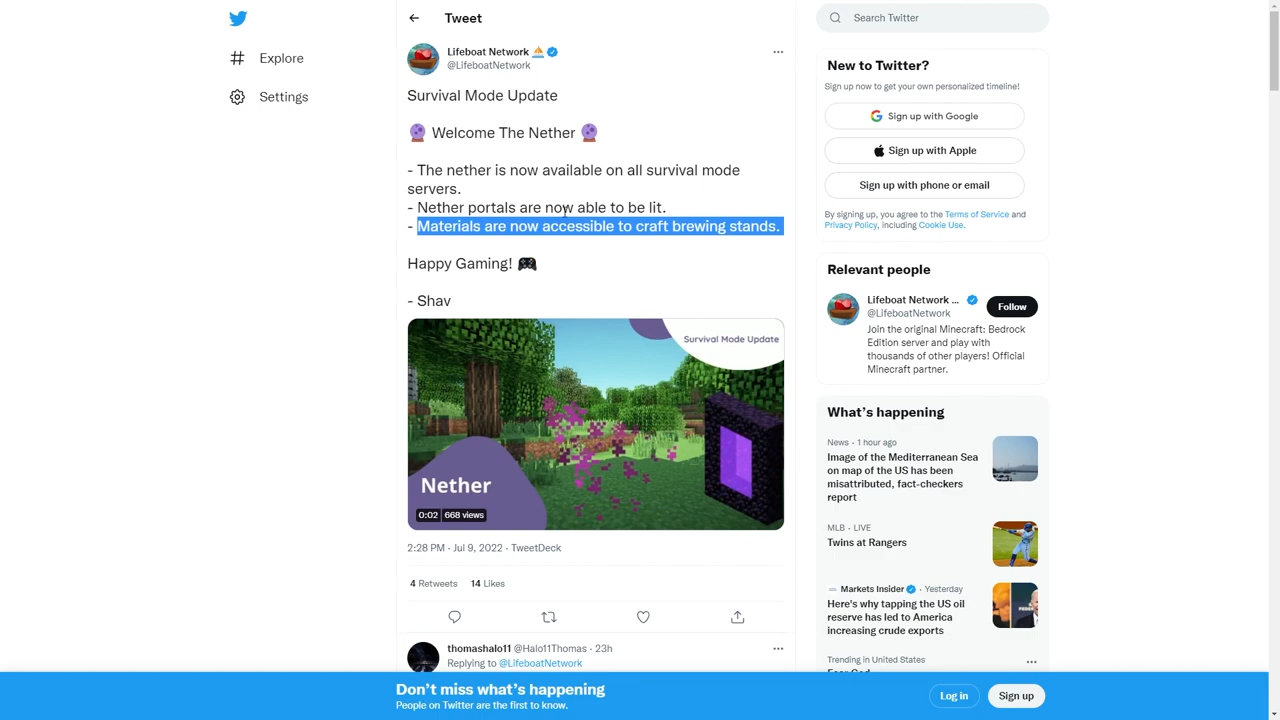 Explore
Settings
Tweet
Lifeboat Network
@LifeboatNetwork
Survival Mode Update
Welcome The Nether
- The nether is now available on all survival mode
servers.
- Nether portals are now able to be lit.
- Materials are now accessible to craft brewing stands.
Happy Gaming!
- Shav
Survival Mode Update
Nether
0:02
668 views
2:28 PM · Jul 9, 2022 · TweetDeck
4 Retweets 14 Likes
thomashalo11 @Halo11Thomas · 23h
Replying to @LifeboatNetwork
Search Twitter
New to Twitter?
Sign up now to get your own personalized timeline!
Sign up with Google
Sign up with Apple
Sign up with phone or email
By signing up, you agree to the Terms of Service and
Privacy Policy, including Cookie Use.
Relevant people
Lifeboat Network ...
@LifeboatNetwork
Follow
Join the original Minecraft: Bedrock
Edition server and play with
thousands of other players! Official
Minecraft partner.
What's happening
News · 1 hour ago
Image of the Mediterranean Sea
on map of the US has been
misattributed, fact-checkers
report
MLB · LIVE
Twins at Rangers
Markets Insider · Yesterday
Here's why tapping the US oil
reserve has led to America
increasing crude exports
Trending in United States
Don't miss what's happening
People on Twitter are the first to know.
Log in
Sign up